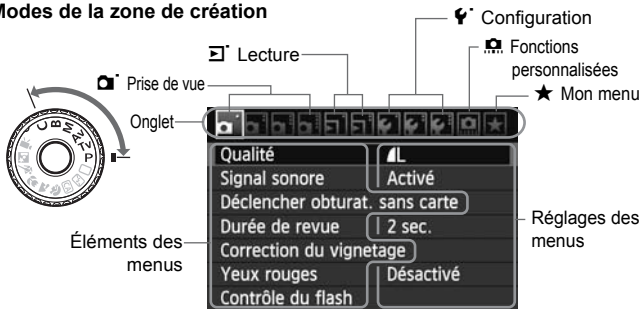 Modes de la zone de création
Configuration
Lecture
Fonctions
personnalisées
Prise de vue
Mon menu
Onglet
C B M Av Tv P
Qualité L
Signal sonore Activé
Déclencher obturat. sans carte
Durée de revue 2 sec.
Correction du vignetage
Yeux rouges Désactivé
Contrôle du flash
Éléments des
menus
Réglages des
menus